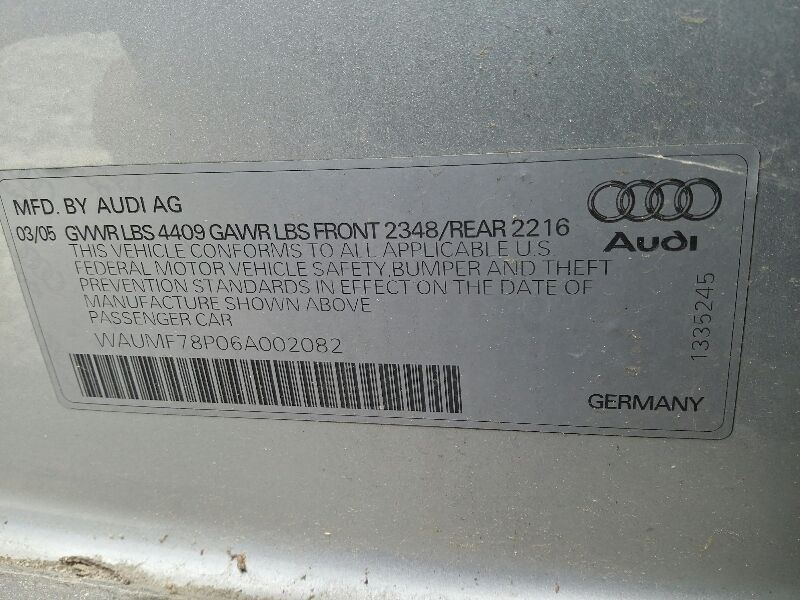 MFD. BY AUDI AG
03/05 GVWR LBS 4409 GAWR LBS FRONT 2348/REAR 2216
THIS VEHICLE CONFORMS TO ALL APPLICABLE U.S.
FEDERAL MOTOR VEHICLE SAFETY,BUMPER AND THEFT
PREVENTION STANDARDS IN EFFECT ON THE DATE OF
MANUFACTURE SHOWN ABOVE
PASSENGER CAR
WAUMF78P06A002082
Audi
1335245
GERMANY